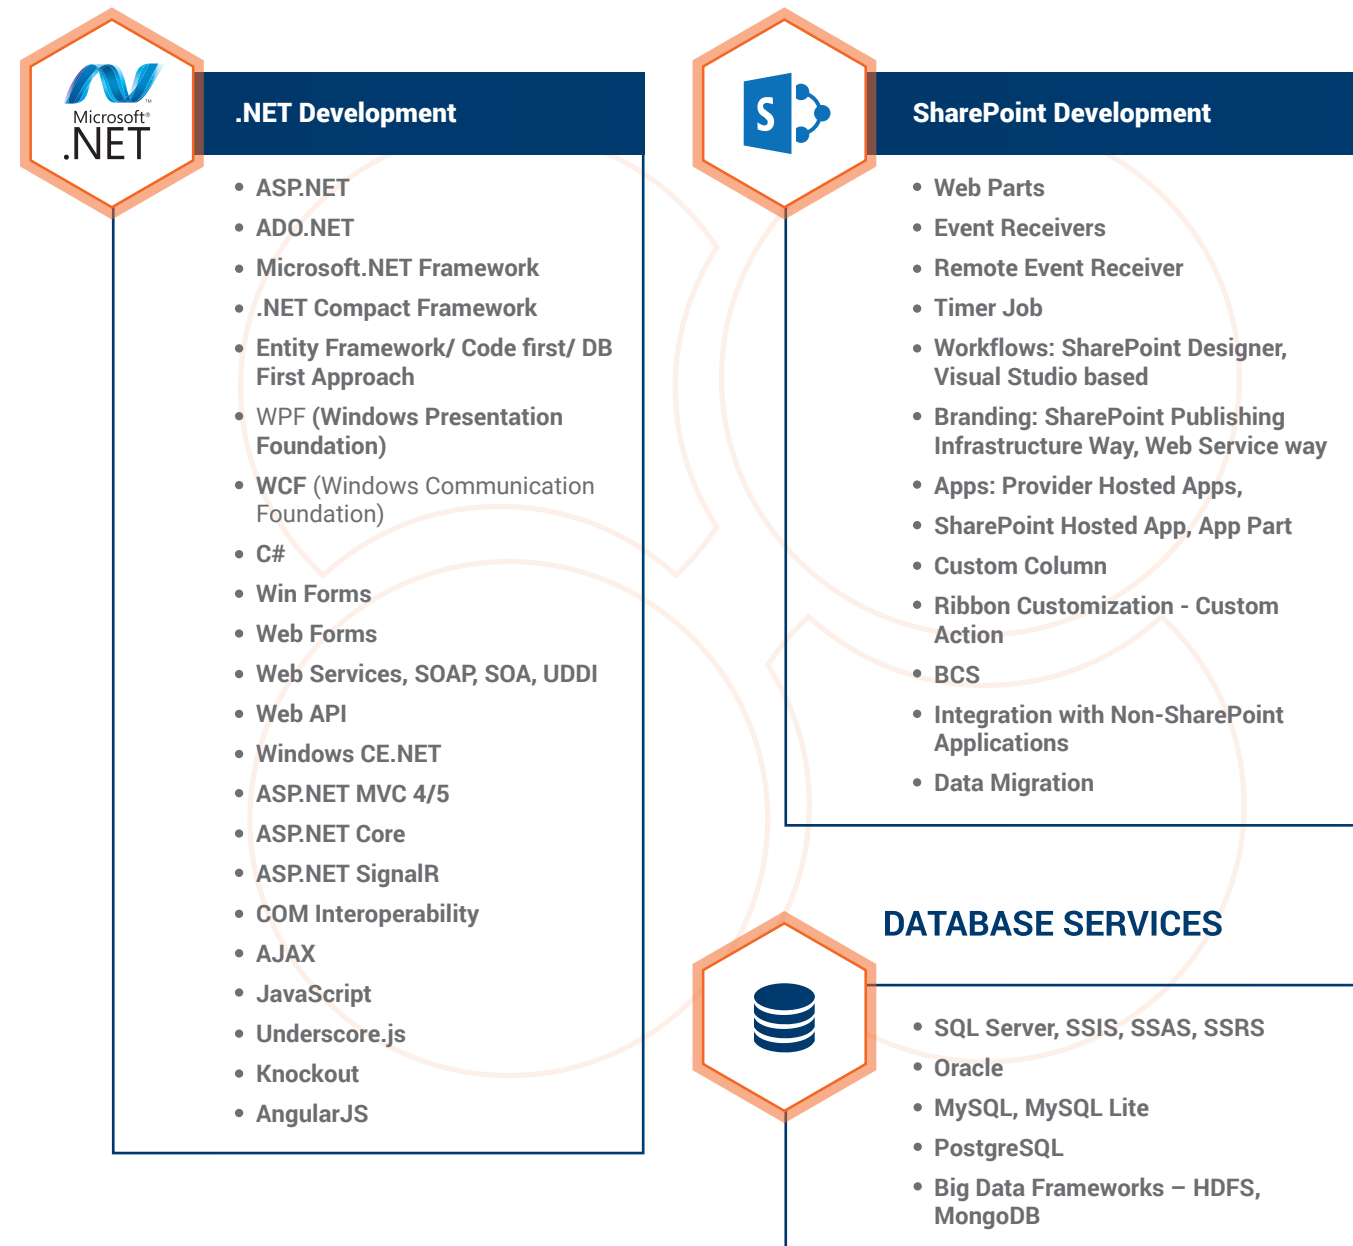 Microsoft®
.NET
.NET Development
ASP.NET
ADO.NET
Microsoft.NET Framework
.NET Compact Framework
Entity Framework/ Code first/ DB
First Approach
WPF (Windows Presentation
Foundation)
WCF (Windows Communication
Foundation)
C#
Win Forms
Web Forms
Web Services, SOAP, SOA, UDDI
Web API
Windows CE.NET
ASP.NET MVC 4/5
ASP.NET Core
ASP.NET SignalR
COM Interoperability
AJAX
JavaScript
Underscore.js
Knockout
AngularJS
S
SharePoint Development
Web Parts
Event Receivers
Remote Event Receiver
Timer Job
Workflows: SharePoint Designer,
Visual Studio based
Branding: SharePoint Publishing
Infrastructure Way, Web Service way
Apps: Provider Hosted Apps,
SharePoint Hosted App, App Part
Custom Column
Ribbon Customization - Custom
Action
BCS
Integration with Non-SharePoint
Applications
Data Migration
DATABASE SERVICES
SQL Server, SSIS, SSAS, SSRS
Oracle
MySQL, MySQL Lite
PostgreSQL
Big Data Frameworks – HDFS,
MongoDB